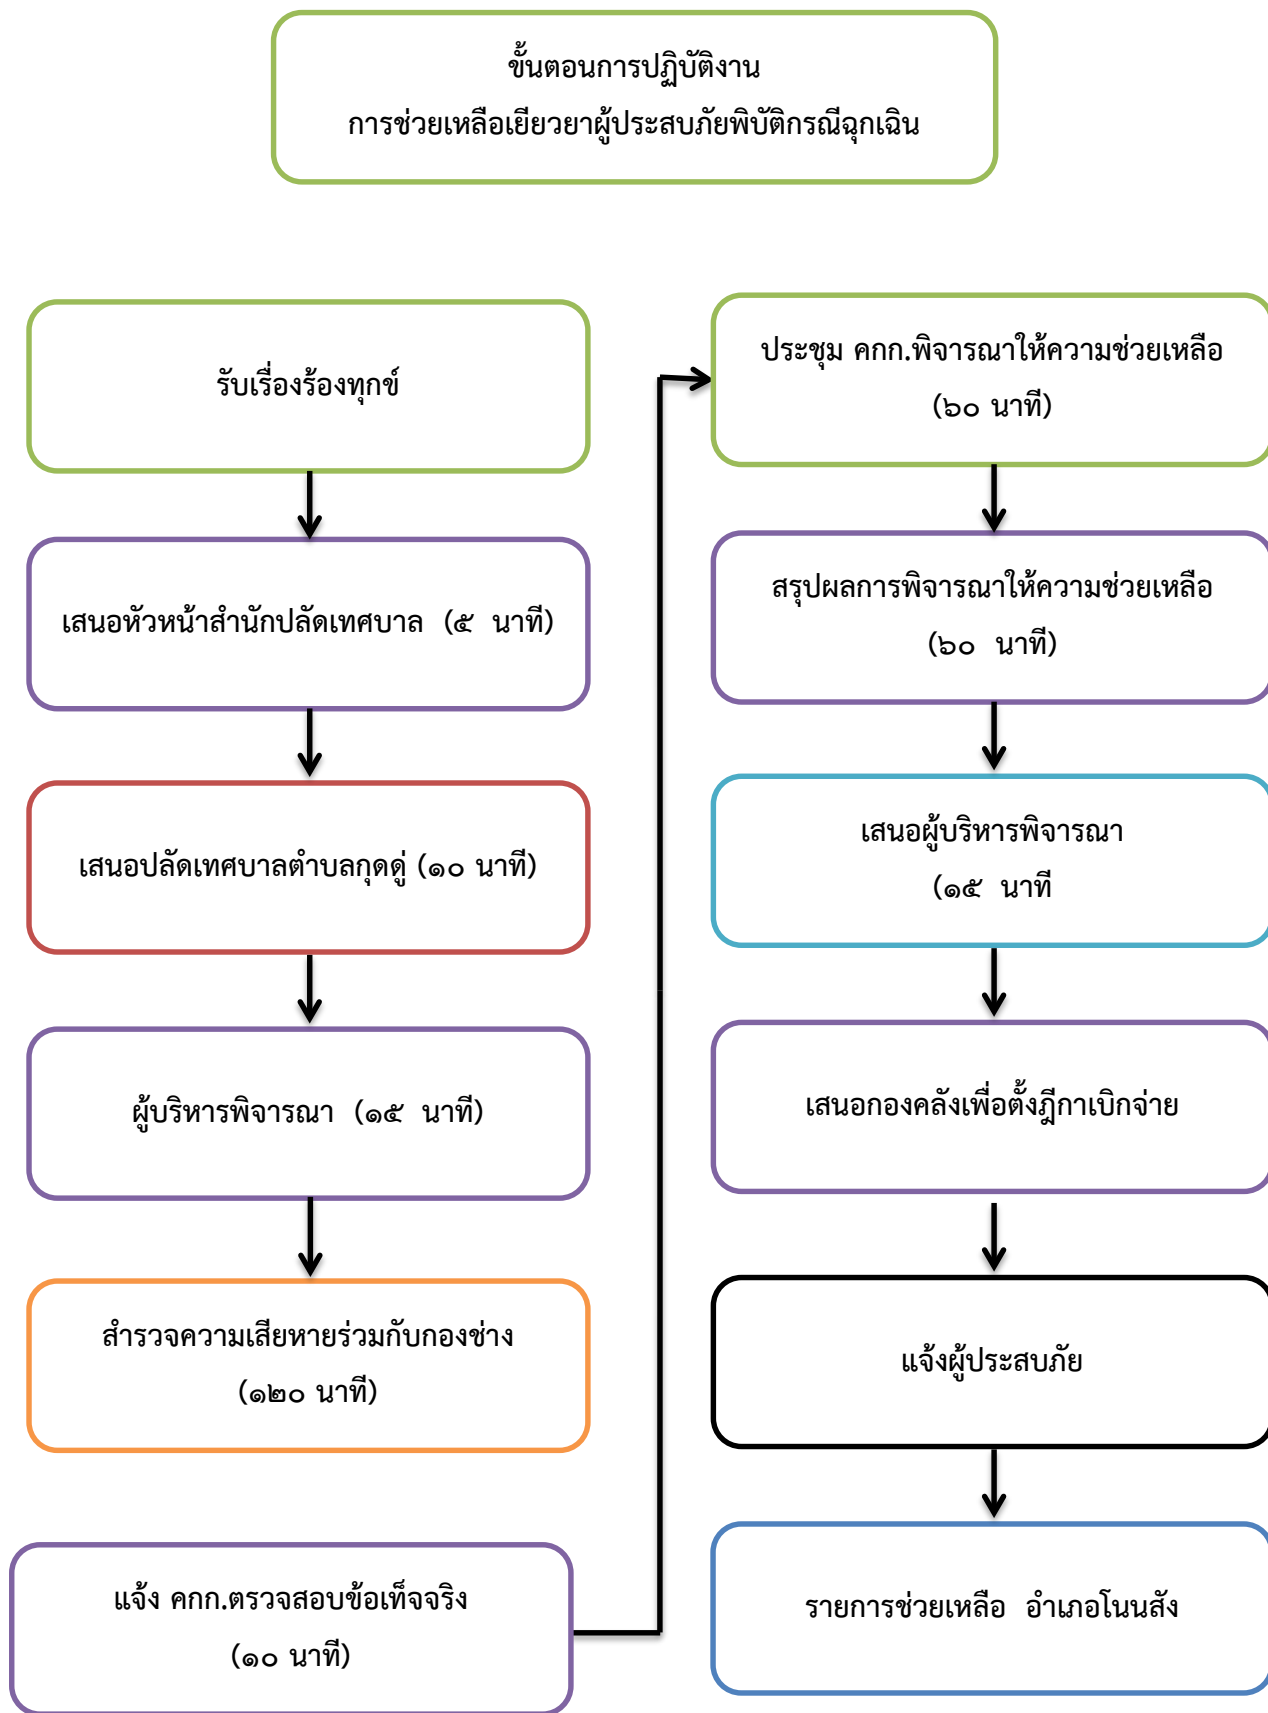 ขั้นตอนการปฏิบัติงาน
การช่วยเหลือเยียวยาผู้ประสบภัยพิบัติกรณีฉุกเฉิน
รับเรื่องร้องทุกข์
เสนอหัวหน้าสำนักปลัดเทศบาล (๕ นาที)
เสนอปลัดเทศบาลตำบลกุดดู่ (๑๐ นาที)
ผู้บริหารพิจารณา (๑๕ นาที)
สำรวจความเสียหายร่วมกับกองช่าง
(๑๒๐ นาที)
แจ้ง คกก.ตรวจสอบข้อเท็จจริง
(๑๐ นาที)
ประชุม คกก.พิจารณาให้ความช่วยเหลือ
(๖๐ นาที)
สรุปผลการพิจารณาให้ความช่วยเหลือ
(๖๐ นาที)
เสนอผู้บริหารพิจารณา
(๑๕ นาที
เสนอกองคลังเพื่อตั้งฎีกาเบิกจ่าย
แจ้งผู้ประสบภัย
รายการช่วยเหลือ อำเภอโนนสัง